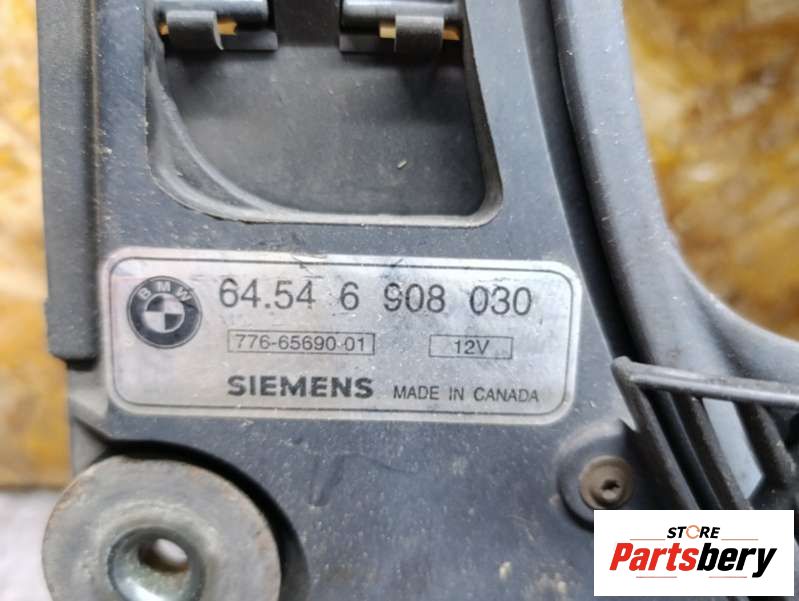 BMW
64.54 6 908 030
776-65690-01 12V
SIEMENS MADE IN CANADA
STORE
Partsbery